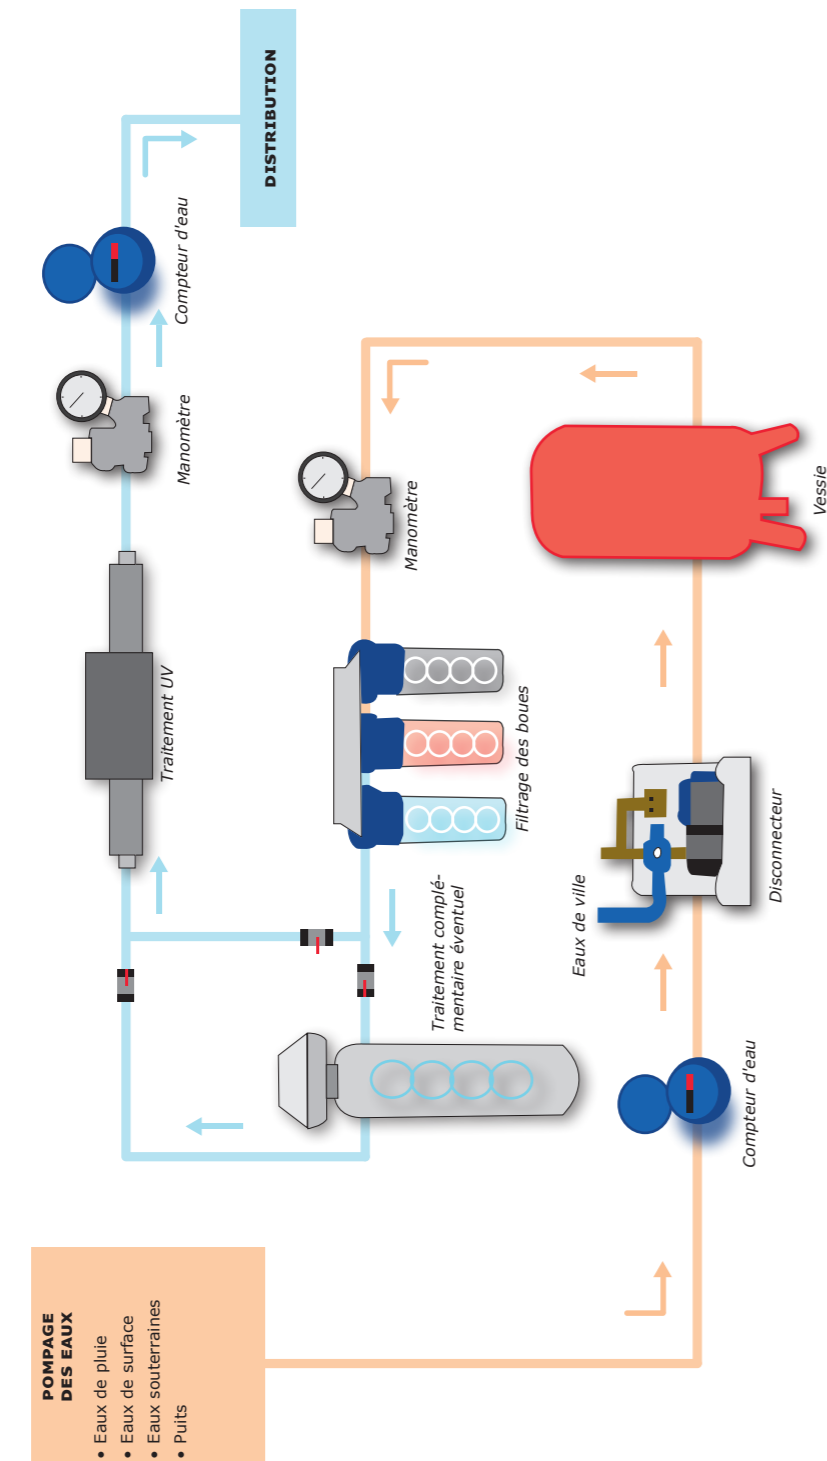 POMPAGE
DES EAUX
• Eaux de pluie
• Eaux de surface
• Eaux souterraines
• Puits
Compteur d'eau
Eaux de ville
Disconnecteur
Vessie
Manomètre
Filtrage des boues
Traitement complé-
mentaire éventuel
Traitement UV
Manomètre
Compteur d'eau
DISTRIBUTION